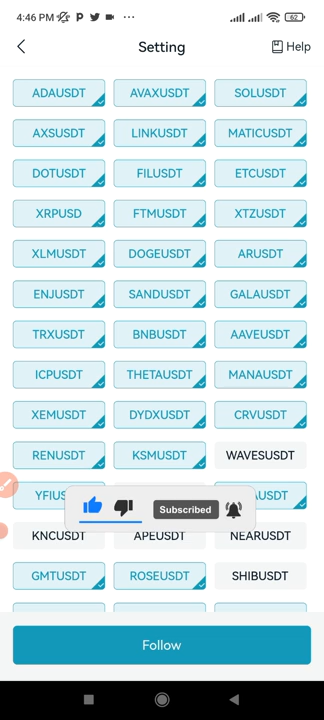 4:46 PM
62
Setting
Help
ADAUSDT AVAXUSDT SOLUSDT
AXSUSDT LINKUSDT MATICUSDT
DOTUSDT FILUSDT ETCUSDT
XRPUSD FTMUSDT XTZUSDT
XLMUSDT DOGEUSDT ARUSDT
ENJUSDT SANDUSDT GALAUSDT
TRXUSDT BNBUSDT AAVEUSDT
ICPUSDT THETAUSDT MANAUSDT
XEMUSDT DYDXUSDT CRVUSDT
RENUSDT KSMUSDT WAVESUSDT
Subscribed
KNCUSDT APEUSDT NEARUSDT
GMTUSDT ROSEUSDT SHIBUSDT
Follow